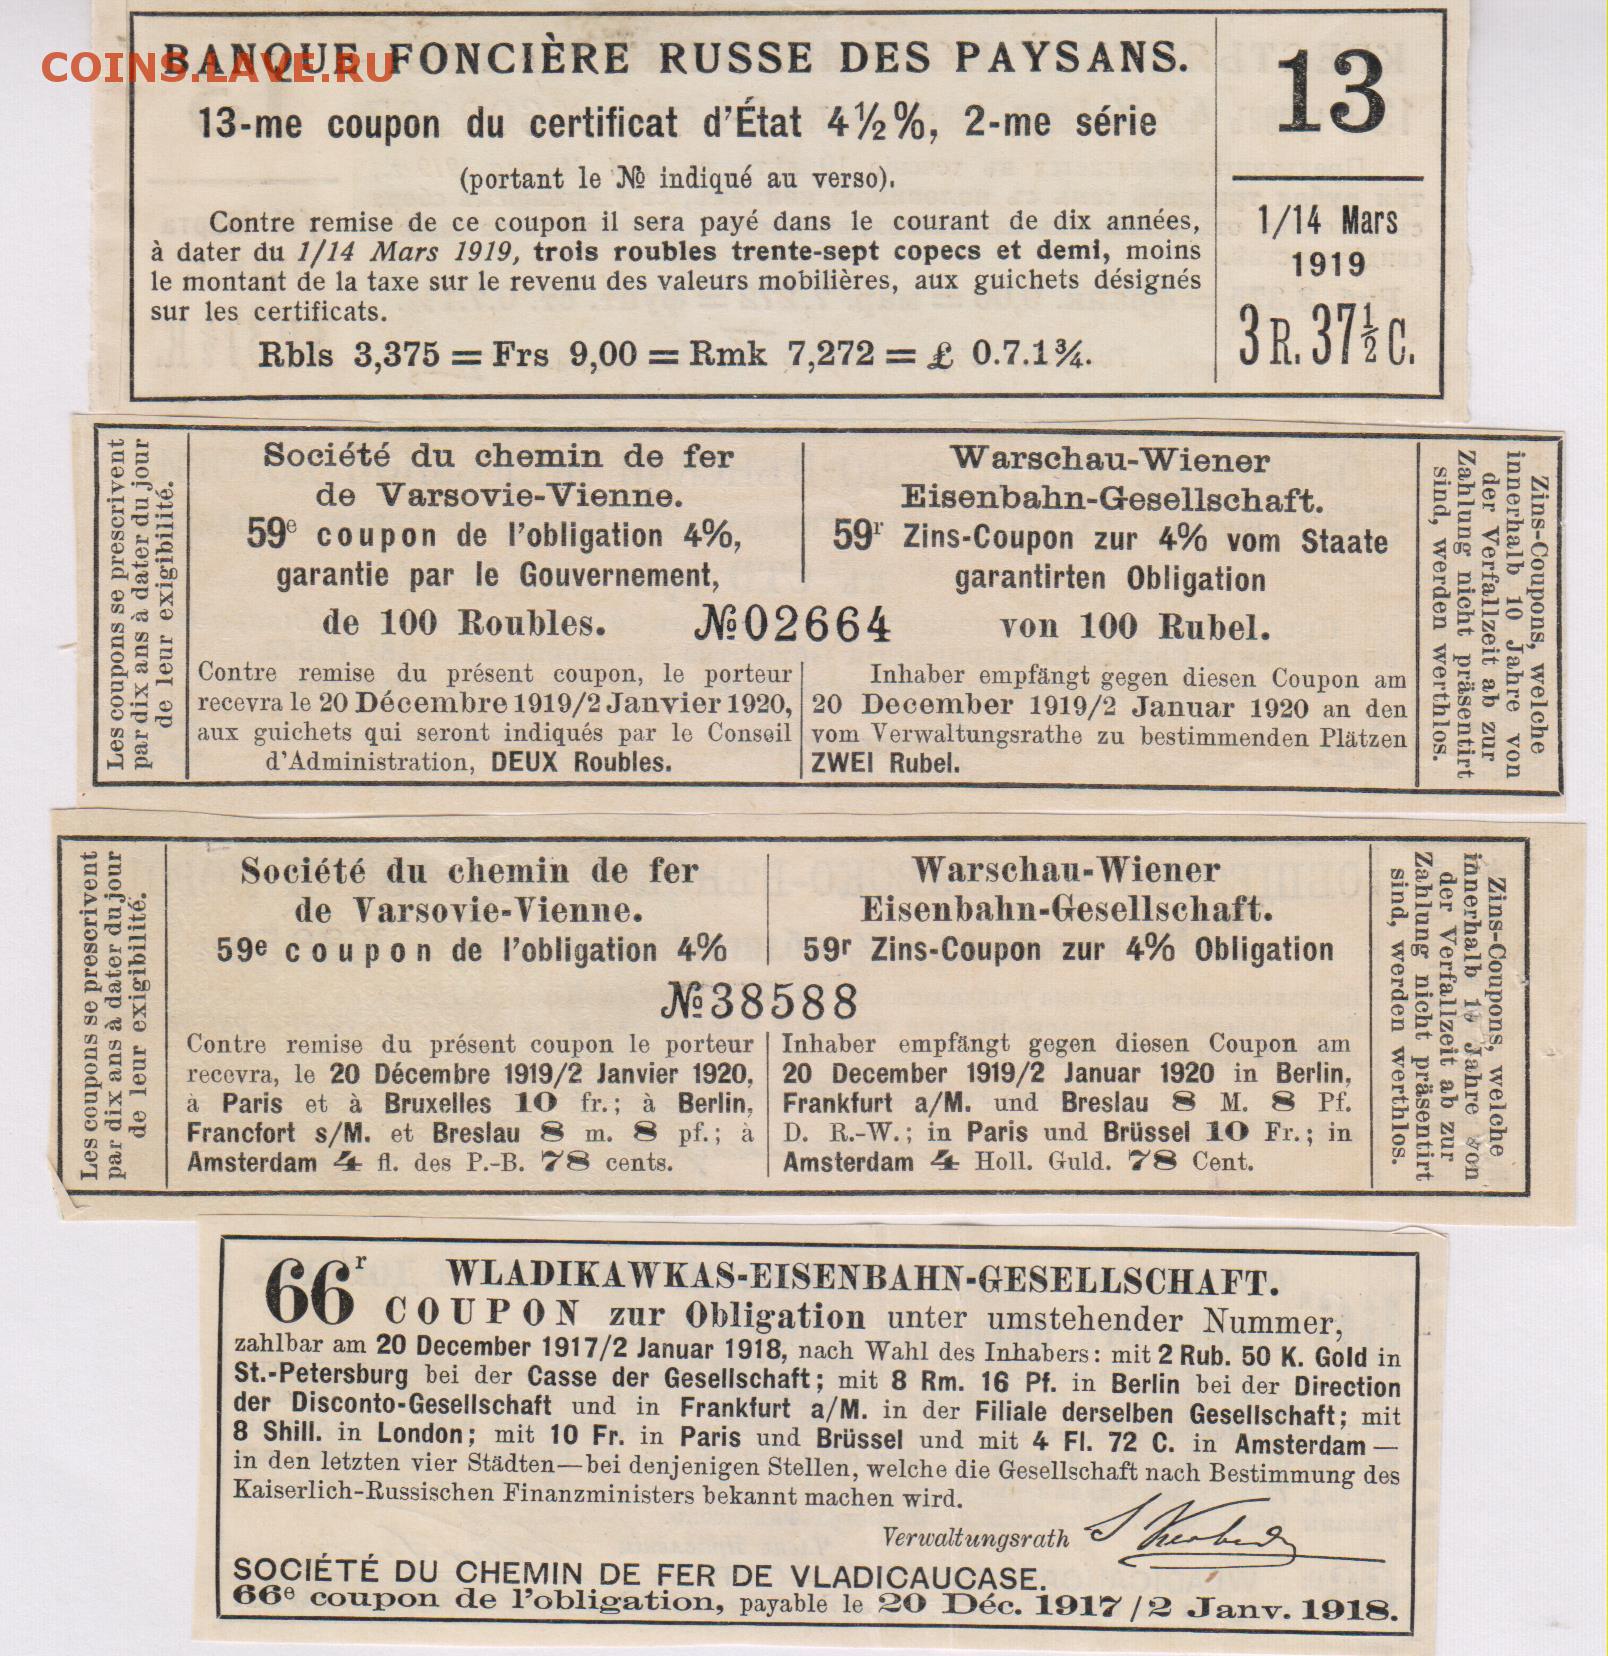 COINS.LAVE.RU
BANQUE FONCIÈRE RUSSE DES PAYSANS.
13-me coupon du certificat d'État 4½%, 2-me série
(portant le № indiqué au verso).
Contre remise de ce coupon il sera payé dans le courant de dix années,
à dater du 1/14 Mars 1919, trois roubles trente-sept copecs et demi, moins
le montant de la taxe sur le revenu des valeurs mobilières, aux guichets désignés
sur les certificats.
Rbls 3,375 = Frs 9,00 = Rmk 7,272 = £ 0.7.1¾.
13
1/14 Mars
1919
3 R. 37½ C.
Les coupons se prescrivent
par dix ans à dater du jour
de leur exigibilité.
Société du chemin de fer
de Varsovie-Vienne.
59e coupon de l'obligation 4%,
garantie par le Gouvernement,
de 100 Roubles.
№ 02664
Contre remise du présent coupon, le porteur
recevra le 20 Décembre 1919/2 Janvier 1920,
aux guichets qui seront indiqués par le Conseil
d'Administration, DEUX Roubles.
Warschau-Wiener
Eisenbahn-Gesellschaft.
59r Zins-Coupon zur 4% vom Staate
garantirten Obligation
von 100 Rubel.
Inhaber empfängt gegen diesen Coupon am
20 December 1919/2 Januar 1920 an den
vom Verwaltungsrathe zu bestimmenden Plätzen
ZWEI Rubel.
Zins-Coupons, welche
innerhalb 10 Jahre von
der Verfallzeit ab zur
Zahlung nicht präsentirt
sind, werden werthlos.
Les coupons se prescrivent
par dix ans à dater du jour
de leur exigibilité.
Société du chemin de fer
de Varsovie-Vienne.
59e coupon de l'obligation 4%
№ 38588
Contre remise du présent coupon le porteur
recevra, le 20 Décembre 1919/2 Janvier 1920,
à Paris et à Bruxelles 10 fr.; à Berlin,
Francfort s/M. et Breslau 8 m. 8 pf.; à
Amsterdam 4 fl. des P.-B. 78 cents.
Warschau-Wiener
Eisenbahn-Gesellschaft.
59r Zins-Coupon zur 4% Obligation
Inhaber empfängt gegen diesen Coupon am
20 December 1919/2 Januar 1920 in Berlin,
Frankfurt a/M. und Breslau 8 M. 8 Pf.
D. R.-W.; in Paris und Brüssel 10 Fr.; in
Amsterdam 4 Holl. Guld. 78 Cent.
Zins-Coupons, welche
innerhalb 10 Jahre von
der Verfallzeit ab zur
Zahlung nicht präsentirt
sind, werden werthlos.
66r WLADIKAWKAS-EISENBAHN-GESELLSCHAFT.
COUPON zur Obligation unter umstehender Nummer,
zahlbar am 20 December 1917/2 Januar 1918, nach Wahl des Inhabers: mit 2 Rub. 50 K. Gold in
St.-Petersburg bei der Casse der Gesellschaft; mit 8 Rm. 16 Pf. in Berlin bei der Direction
der Disconto-Gesellschaft und in Frankfurt a/M. in der Filiale derselben Gesellschaft; mit
8 Shill. in London; mit 10 Fr. in Paris und Brüssel und mit 4 Fl. 72 C. in Amsterdam —
in den letzten vier Städten—bei denjenigen Stellen, welche die Gesellschaft nach Bestimmung des
Kaiserlich-Russischen Finanzministers bekannt machen wird.
Verwaltungsrath
SOCIÉTÉ DU CHEMIN DE FER DE VLADICAUCASE.
66e coupon de l'obligation, payable le 20 Déc. 1917/2 Janv. 1918.